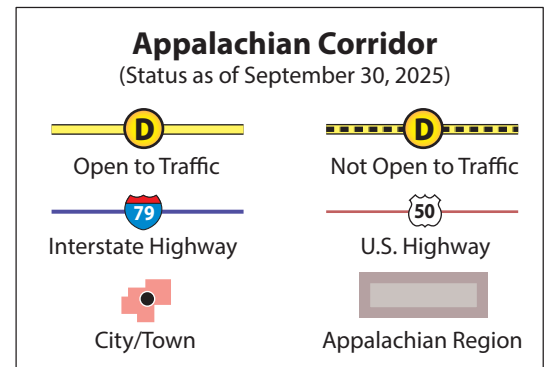 Appalachian Corridor
(Status as of September 30, 2025)
D
D
Open to Traffic
Not Open to Traffic
79
50
Interstate Highway
U.S. Highway
City/Town
Appalachian Region